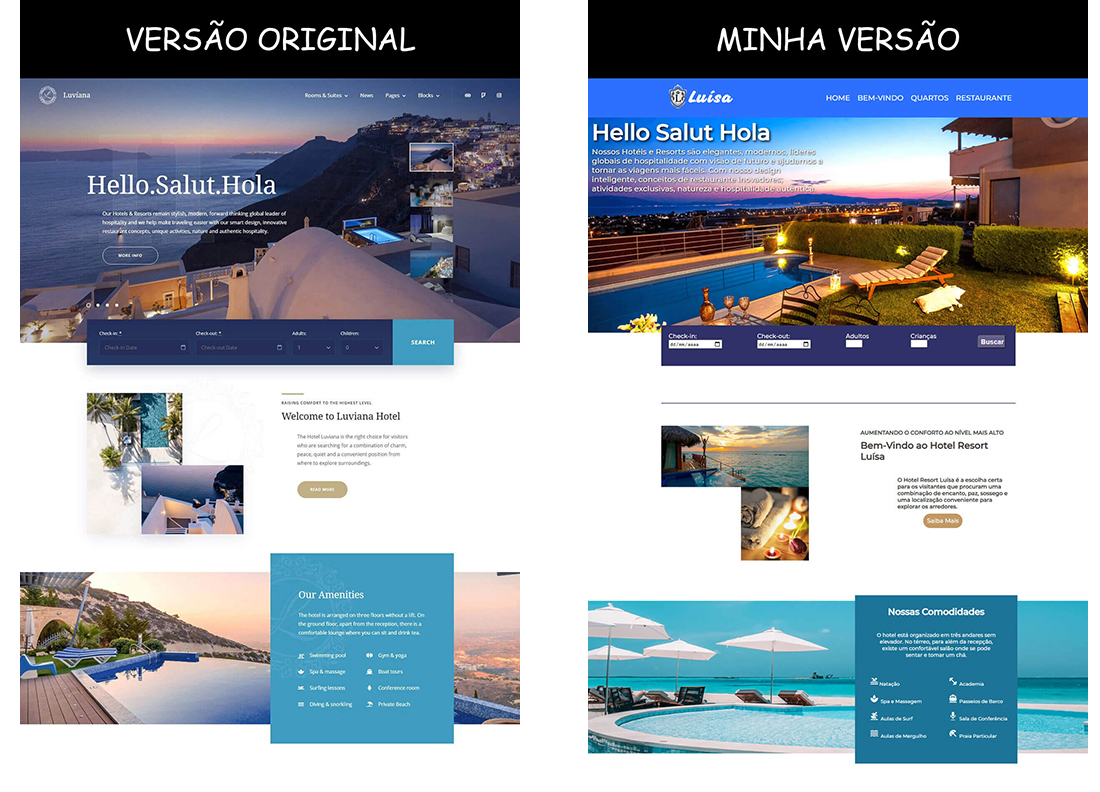 VERSÃO ORIGINAL
Luviana
Rooms & Suites
News
Pages
Blocks
Hello.Salut.Hola
Our Hotels & Resorts remain stylish, modern, forward thinking global leader of
hospitality and we help make traveling easier with our smart design, innovative
restaurant concepts, unique activities, nature and authentic hospitality.
MORE INFO
Check-in: *
Check-out: *
Adults:
Children:
Check-in Date
Check-out Date
1
0
SEARCH
RAISING COMFORT TO THE HIGHEST LEVEL
Welcome to Luviana Hotel
The Hotel Luviana is the right choice for visitors
who are searching for a combination of charm,
peace, quiet and a convenient position from
where to explore surroundings.
READ MORE
Our Amenities
The hotel is arranged on three floors without a lift. On
the ground floor, apart from the reception, there is a
comfortable lounge where you can sit and drink tea.
Swimming pool
Gym & yoga
Spa & massage
Boat tours
Surfing lessons
Conference room
Diving & snorkling
Private Beach
MINHA VERSÃO
Luísa
HOME
BEM-VINDO
QUARTOS
RESTAURANTE
Hello Salut Hola
Nossos Hotéis e Resorts são elegantes, modernos, líderes
globais de hospitalidade com visão de futuro e ajudamos a
tornar as viagens mais fáceis. Com nosso design
inteligente, conceitos de restaurante inovadores,
atividades exclusivas, natureza e hospitalidade autêntica.
Check-in:
Check-out:
Adultos
Crianças
dd/mm/aaaa
dd/mm/aaaa
Buscar
AUMENTANDO O CONFORTO AO NÍVEL MAIS ALTO
Bem-Vindo ao Hotel Resort
Luísa
O Hotel Resort Luísa é a escolha certa
para os visitantes que procuram uma
combinação de encanto, paz, sossego e
uma localização conveniente para
explorar os arredores.
Saiba Mais
Nossas Comodidades
O hotel está organizado em três andares sem
elevador. No térreo, para além da recepção,
existe um confortável salão onde se pode
sentar e tomar um chá.
Natação
Academia
Spa e Massagem
Passeios de Barco
Aulas de Surf
Sala de Conferência
Aulas de Mergulho
Praia Particular